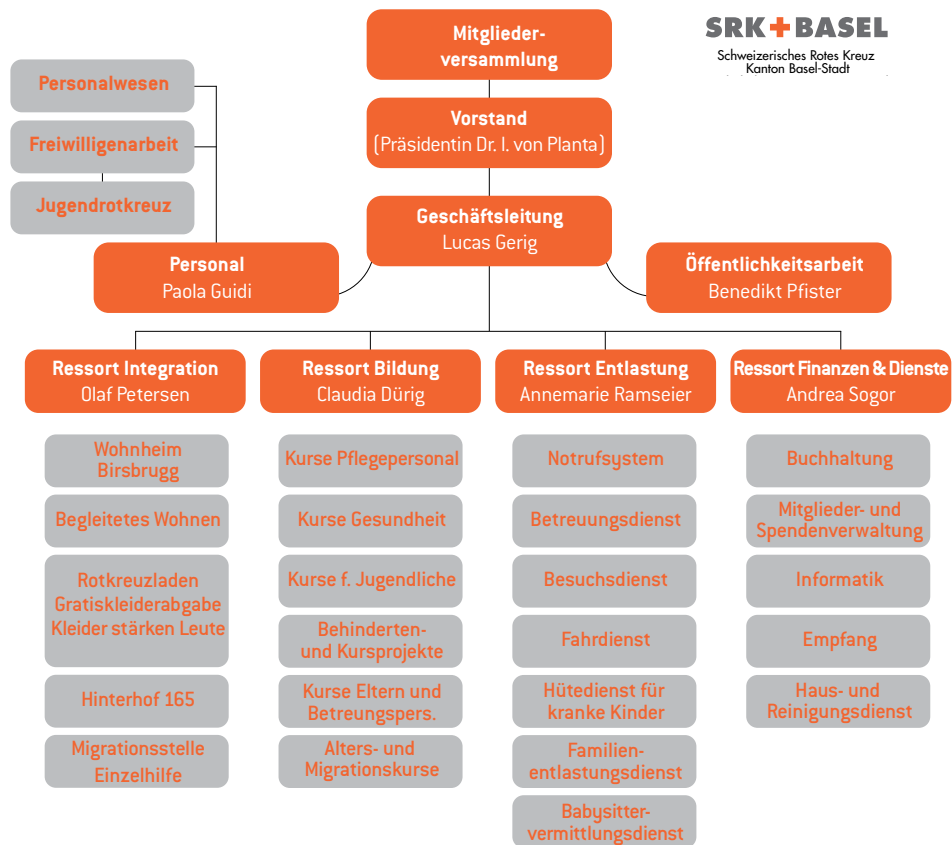 SRK+BASEL
Schweizerisches Rotes Kreuz
Kanton Basel-Stadt
Mitglieder-
versammlung
Vorstand
(Präsidentin Dr. I. von Planta)
Geschäftsleitung
Lucas Gerig
Personalwesen
Freiwilligenarbeit
Jugendrotkreuz
Personal
Paola Guidi
Öffentlichkeitsarbeit
Benedikt Pfister
Ressort Integration
Olaf Petersen
Wohnheim
Birsbrugg
Begleitetes Wohnen
Rotkreuzladen
Gratiskleiderabgabe
Kleider stärken Leute
Hinterhof 165
Migrationsstelle
Einzelhilfe
Ressort Bildung
Claudia Dürig
Kurse Pflegepersonal
Kurse Gesundheit
Kurse f. Jugendliche
Behinderten-
und Kursprojekte
Kurse Eltern und
Betreungspers.
Alters- und
Migrationskurse
Ressort Entlastung
Annemarie Ramseier
Notrufsystem
Betreuungsdienst
Besuchsdienst
Fahrdienst
Hütedienst für
kranke Kinder
Familien-
entlastungsdienst
Babysitter-
vermittlungsdienst
Ressort Finanzen & Dienste
Andrea Sogor
Buchhaltung
Mitglieder- und
Spendenverwaltung
Informatik
Empfang
Haus- und
Reinigungsdienst